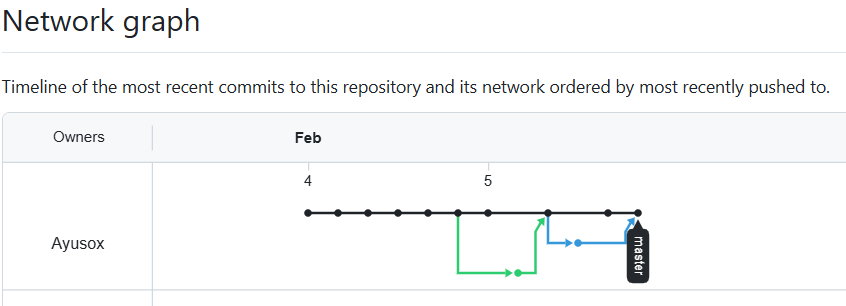 Network graph
Timeline of the most recent commits to this repository and its network ordered by most recently pushed to.
Owners
Feb
4
5
Ayusox
master